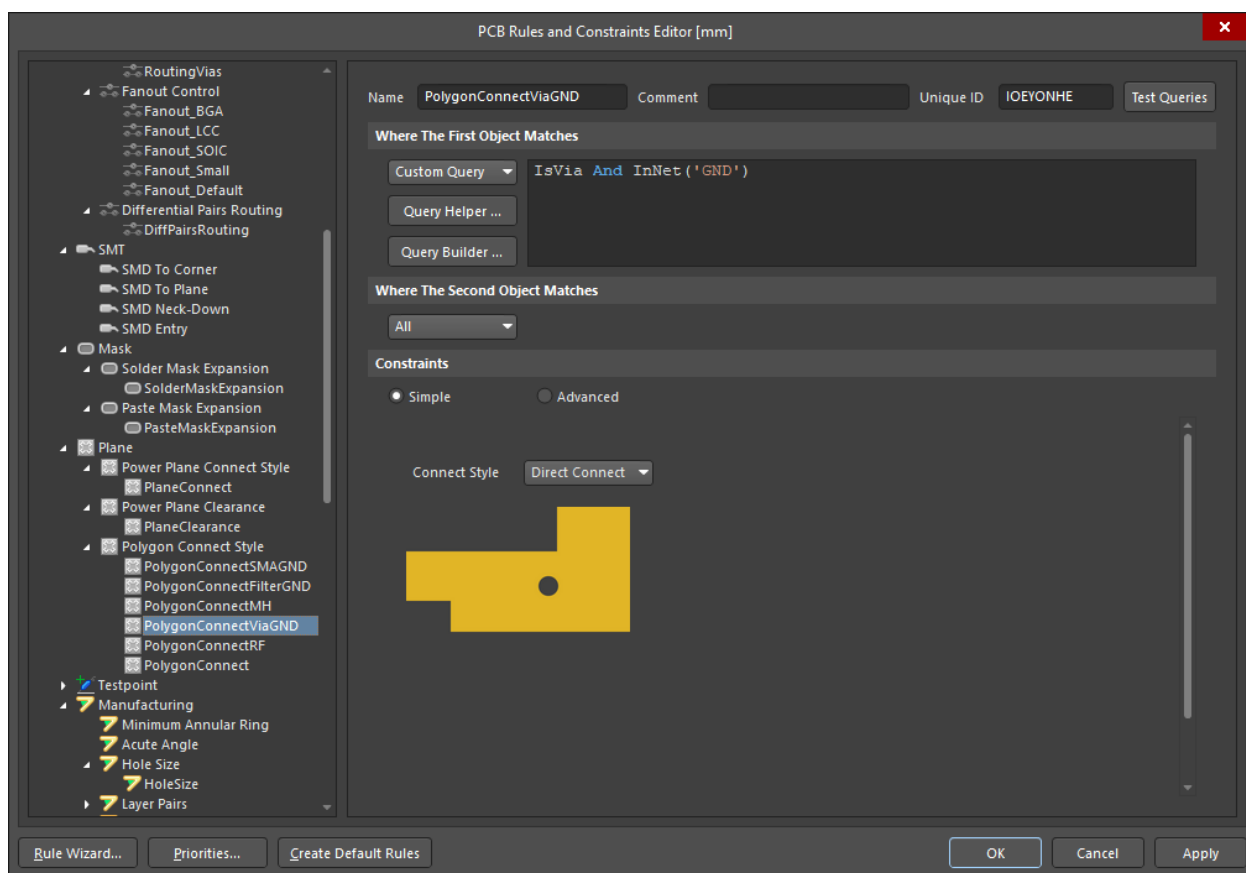 PCB Rules and Constraints Editor [mm]
RoutingVias
Fanout Control
Fanout_BGA
Fanout_LCC
Fanout_SOIC
Fanout_Small
Fanout_Default
Differential Pairs Routing
DiffPairsRouting
SMT
SMD To Corner
SMD To Plane
SMD Neck-Down
SMD Entry
Mask
Solder Mask Expansion
SolderMaskExpansion
Paste Mask Expansion
PasteMaskExpansion
Plane
Power Plane Connect Style
PlaneConnect
Power Plane Clearance
PlaneClearance
Polygon Connect Style
PolygonConnectSMAGND
PolygonConnectFilterGND
PolygonConnectMH
PolygonConnectViaGND
PolygonConnectRF
PolygonConnect
Testpoint
Manufacturing
Minimum Annular Ring
Acute Angle
Hole Size
HoleSize
Layer Pairs
Name PolygonConnectViaGND Comment Unique ID IOEYONHE Test Queries
Where The First Object Matches
Custom Query IsVia And InNet('GND')
Query Helper ...
Query Builder ...
Where The Second Object Matches
All
Constraints
Simple Advanced
Connect Style Direct Connect
Rule Wizard... Priorities... Create Default Rules OK Cancel Apply